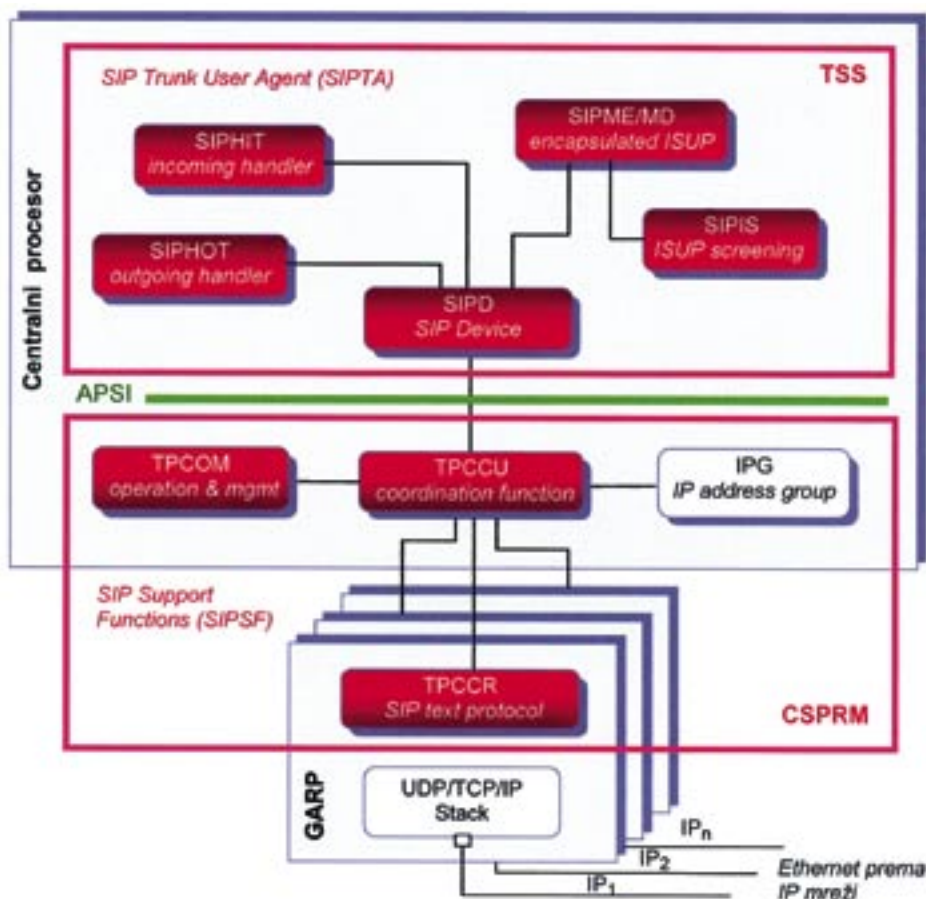 SIP Trunk User Agent (SIPTA)
TSS
SIPHIT
incoming handler
SIPME/MD
encapsulated ISUP
SIPHOT
outgoing handler
SIPIS
ISUP screening
SIPD
SIP Device
Centralni procesor
APSI
TPCOM
operation & mgmt
TPCCU
coordination function
IPG
IP address group
SIP Support
Functions (SIPSF)
TPCCR
SIP text protocol
CSPRM
GARP
UDP/TCP/IP
Stack
IPn
IP2
IP1
Ethernet prema
IP mreži